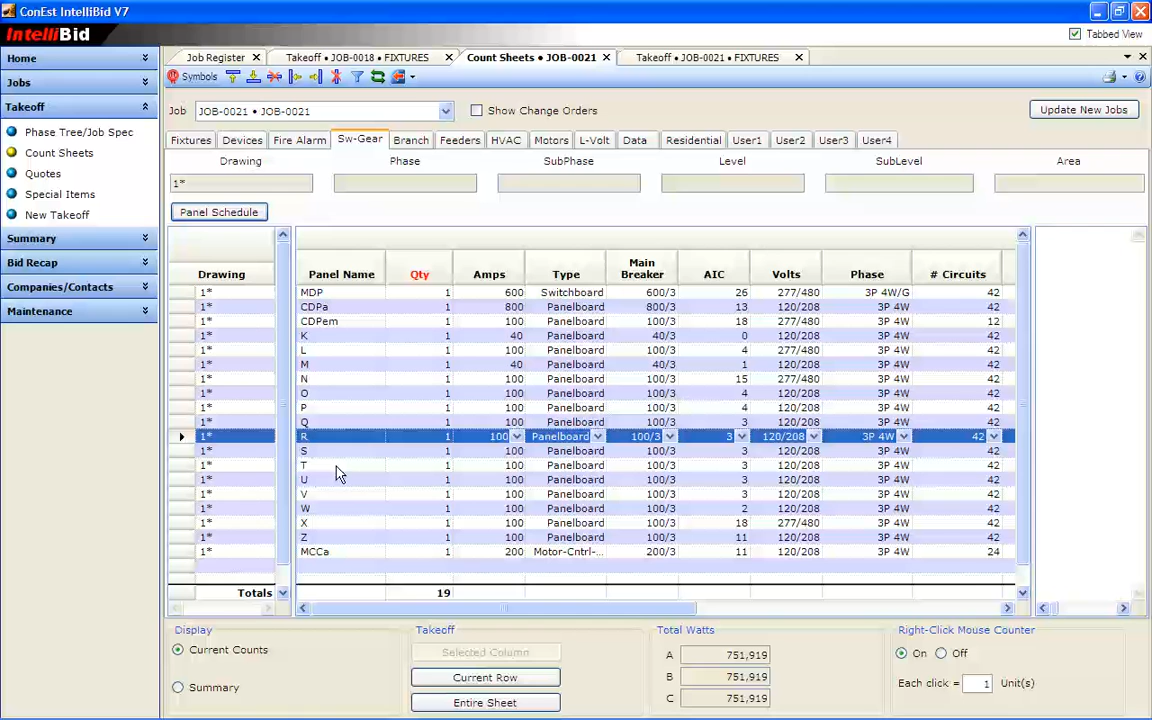 ConEst IntelliBid V7
IntelliBid
Tabbed View
Home
Jobs
Takeoff
Phase Tree/Job Spec
Count Sheets
Quotes
Special Items
New Takeoff
Summary
Bid Recap
Companies/Contacts
Maintenance
Job Register
Takeoff • JOB-0018 • FIXTURES
Count Sheets • JOB-0021
Takeoff • JOB-0021 • FIXTURES
Symbols
Job JOB-0021 • JOB-0021
Show Change Orders
Update New Jobs
Fixtures Devices Fire Alarm Sw-Gear Branch Feeders HVAC Motors L-Volt Data Residential User1 User2 User3 User4
Drawing Phase SubPhase Level SubLevel Area
1*
Panel Schedule
Drawing Panel Name Qty Amps Type Main Breaker AIC Volts Phase # Circuits
1* MDP 1 600 Switchboard 600/3 26 277/480 3P 4W/G 42
1* CDPa 1 800 Panelboard 800/3 13 120/208 3P 4W 42
1* CDPem 1 100 Panelboard 100/3 18 277/480 3P 4W 12
1* K 1 40 Panelboard 40/3 0 120/208 3P 4W 42
1* L 1 100 Panelboard 100/3 4 277/480 3P 4W 42
1* M 1 40 Panelboard 40/3 1 120/208 3P 4W 42
1* N 1 100 Panelboard 100/3 15 277/480 3P 4W 42
1* O 1 100 Panelboard 100/3 4 120/208 3P 4W 42
1* P 1 100 Panelboard 100/3 4 120/208 3P 4W 42
1* Q 1 100 Panelboard 100/3 3 120/208 3P 4W 42
1* R 1 100 Panelboard 100/3 3 120/208 3P 4W 42
1* S 1 100 Panelboard 100/3 3 120/208 3P 4W 42
1* T 1 100 Panelboard 100/3 3 120/208 3P 4W 42
1* U 1 100 Panelboard 100/3 3 120/208 3P 4W 42
1* V 1 100 Panelboard 100/3 3 120/208 3P 4W 42
1* W 1 100 Panelboard 100/3 2 120/208 3P 4W 42
1* X 1 100 Panelboard 100/3 18 277/480 3P 4W 42
1* Z 1 100 Panelboard 100/3 11 120/208 3P 4W 42
1* MCCa 1 200 Motor-Cntrl-... 200/3 11 120/208 3P 4W 24
Totals 19
Display
Current Counts
Summary
Takeoff
Selected Column
Current Row
Entire Sheet
Total Watts
A 751,919
B 751,919
C 751,919
Right-Click Mouse Counter
On Off
Each click = 1 Unit(s)